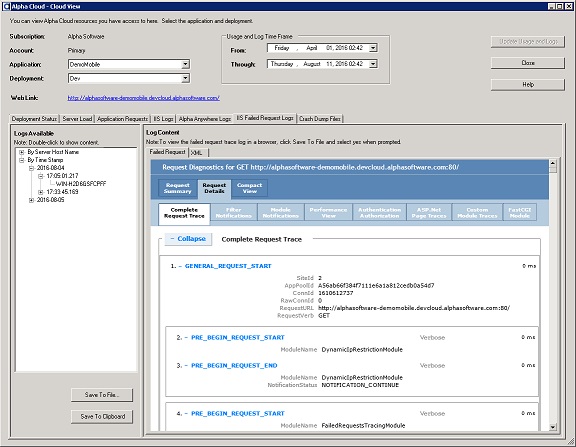 Alpha Cloud - Cloud View
You can view Alpha Cloud resources you have access to here. Select the application and deployment.
Subscription: Alpha Software
Account: Primary
Application: DemoMobile
Deployment: Dev
Web Link: http://alphasoftware-demomobile.devcloud.alphasoftware.com/
Usage and Log Time Frame
From: Friday , April 01, 2016 02:42
Through: Thursday , August 11, 2016 02:42
Update Usage and Logs
Close
Help
Deployment Status Server Load Application Requests IIS Logs Alpha Anywhere Logs IIS Failed Request Logs Crash Dump Files
Logs Available
Note: Double-click to show content.
By Server Host Name
By Time Stamp
2016-08-04
17:05:01.217
17:33:45.169
2016-08-05
Save To File...
Save To Clipboard
Log Content
Note:To view the failed request trace log in a browser, click Save To File and select yes when prompted.
Failed Request XML
Request Diagnostics for GET http://alphasoftware-demomobile.devcloud.alphasoftware.com:80/
Request Summary
Request Details
Compact View
Complete Request Trace
Filter Notifications
Module Notifications
Performance View
Authentication Authorization
ASP.Net Page Traces
Custom Module Traces
FastCGI Module
– Collapse Complete Request Trace
1. – GENERAL_REQUEST_START 0 ms
SiteId 2
AppPoolId A56ab66f384f7111e6a1a812cedb0a54d7
ConnId 1610612737
RawConnId 0
RequestURL http://alphasoftware-demomobile.devcloud.alphasoftware.com:80/
RequestVerb GET
2. – PRE_BEGIN_REQUEST_START Verbose 0 ms
ModuleName DynamicIpRestrictionModule
3. – PRE_BEGIN_REQUEST_END Verbose 0 ms
ModuleName DynamicIpRestrictionModule
NotificationStatus NOTIFICATION_CONTINUE
4. – PRE_BEGIN_REQUEST_START Verbose 0 ms
ModuleName FailedRequestsTracingModule